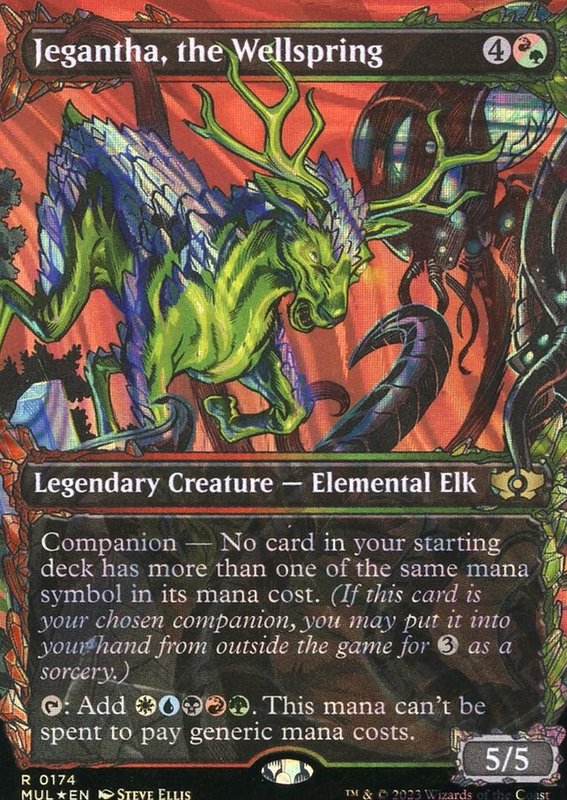 Jegantha, the Wellspring 4
Legendary Creature — Elemental Elk
Companion — No card in your starting
deck has more than one of the same mana
symbol in its mana cost. (If this card is
your chosen companion, you may put it into
your hand from outside the game for 3 as a
sorcery.)
: Add . This mana can't be
spent to pay generic mana costs.
5/5
R 0174
MUL★EN Steve Ellis
™ & © 2023 Wizards of the Coast